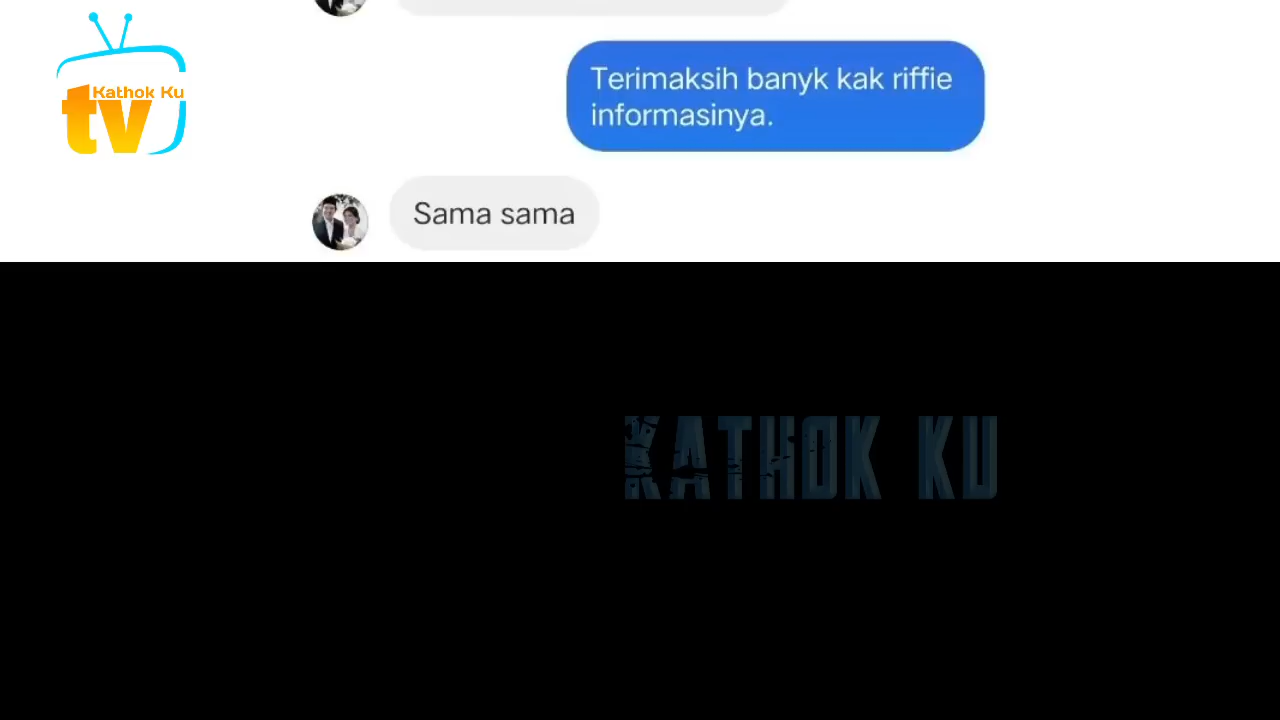 Kathok Ku
tv
Terimaksih banyk kak riffie
informasinya.
Sama sama
KATHOK KU